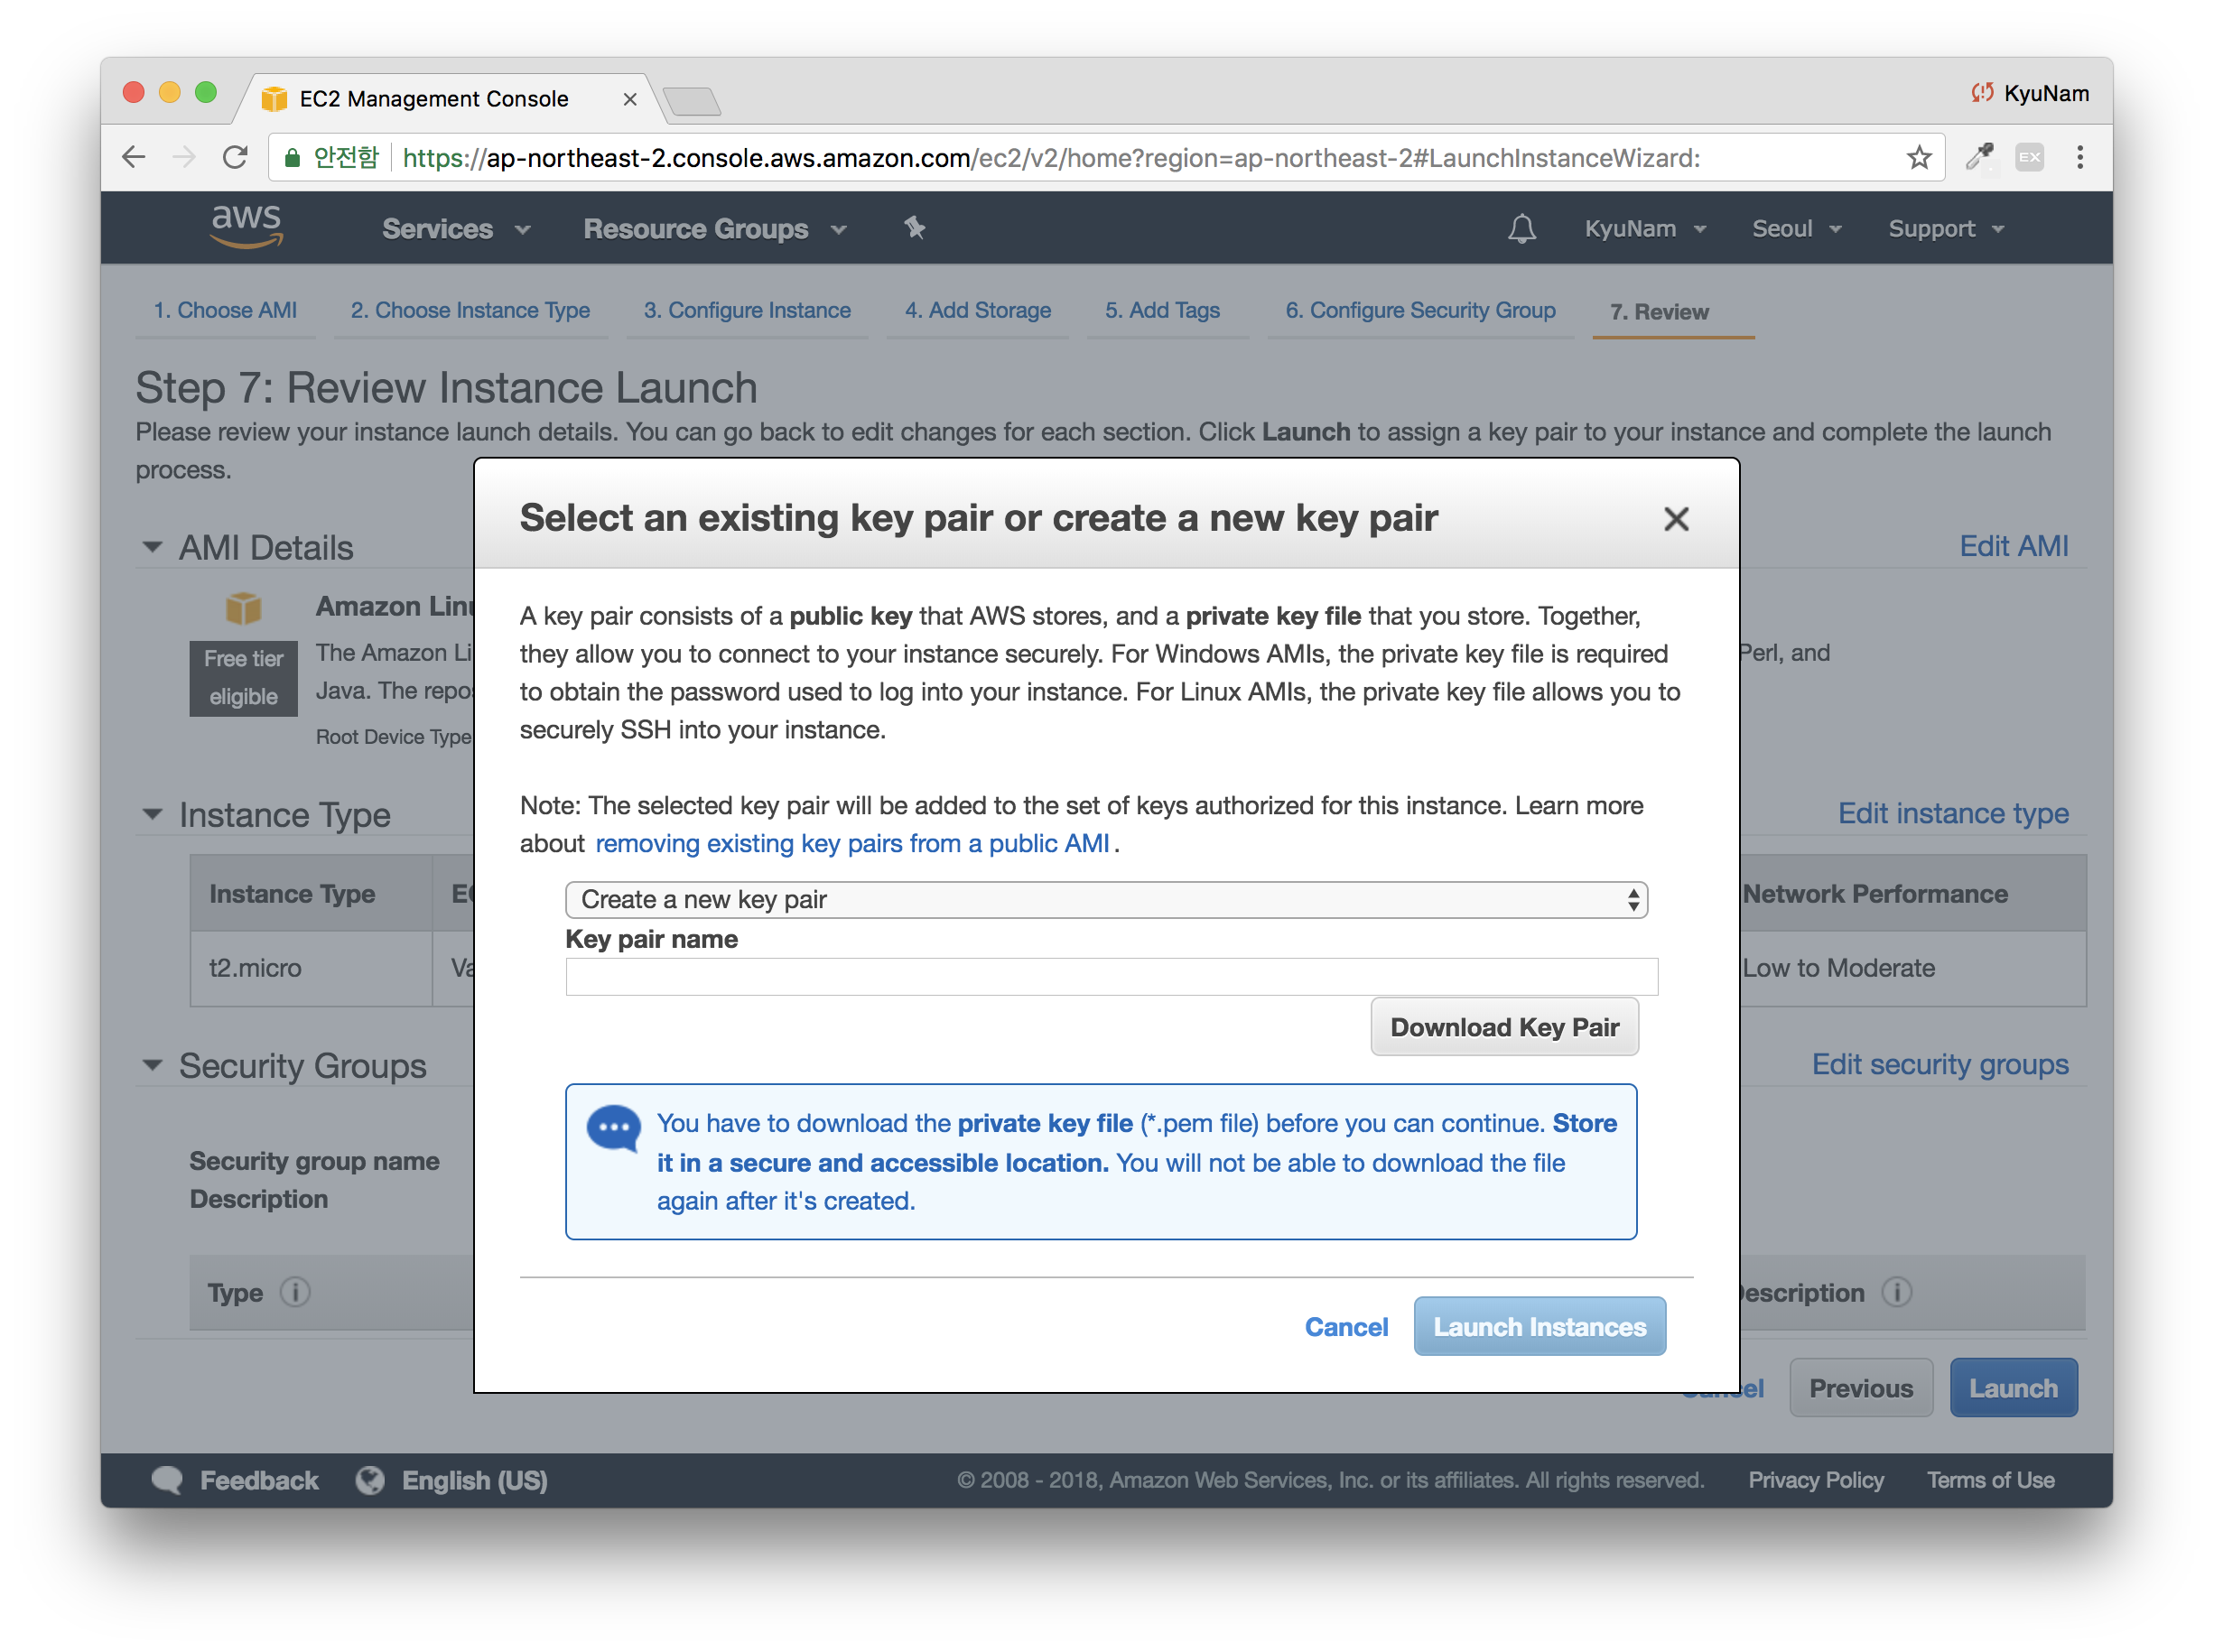 EC2 Management Console
KyuNam
안전함 https://ap-northeast-2.console.aws.amazon.com/ec2/v2/home?region=ap-northeast-2#LaunchInstanceWizard:
EX
aws Services Resource Groups KyuNam Seoul Support
1. Choose AMI 2. Choose Instance Type 3. Configure Instance 4. Add Storage 5. Add Tags 6. Configure Security Group 7. Review
Step 7: Review Instance Launch
Please review your instance launch details. You can go back to edit changes for each section. Click Launch to assign a key pair to your instance and complete the launch
process.
Select an existing key pair or create a new key pair
A key pair consists of a public key that AWS stores, and a private key file that you store. Together,
they allow you to connect to your instance securely. For Windows AMIs, the private key file is required
to obtain the password used to log into your instance. For Linux AMIs, the private key file allows you to
securely SSH into your instance.
Note: The selected key pair will be added to the set of keys authorized for this instance. Learn more
about removing existing key pairs from a public AMI.
Create a new key pair
Key pair name
Download Key Pair
You have to download the private key file (*.pem file) before you can continue. Store
it in a secure and accessible location. You will not be able to download the file
again after it's created.
Cancel Launch Instances
AMI Details
Edit AMI
Amazon
Free tier
eligible
The Amazon
Java. The
Root Device Type
Perl, and
Instance Type
Edit instance type
Instance Type
Network Performance
t2.micro
Low to Moderate
Security Groups
Edit security groups
Security group name
Description
Type
Previous Launch
Feedback English (US) © 2008 - 2018, Amazon Web Services, Inc. or its affiliates. All rights reserved. Privacy Policy Terms of Use